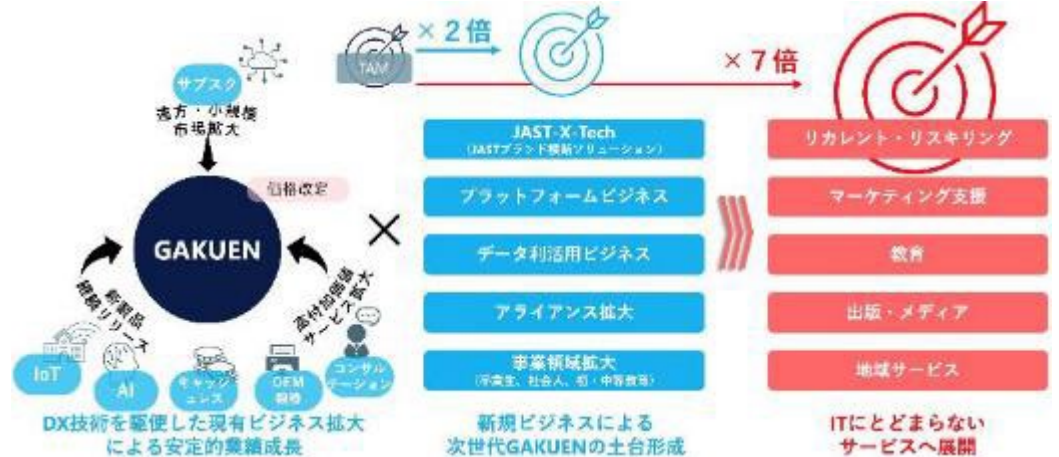 ×2倍
TAM
×7倍
サブスク
地方・小規模
市場拡大
価格改定
GAKUEN
×
新製品
継続リリース
高付加価値
サービス拡大
IoT
AI
キャッシュレス
OEM
コンサル
テーション
DX技術を駆使した現有ビジネス拡大
による安定的業績成長
JAST-X-Tech
(JASTブランド横断ソリューション)
プラットフォームビジネス
データ利活用ビジネス
アライアンス拡大
事業領域拡大
(卒業生、社会人、初・中等教育)
新規ビジネスによる
次世代GAKUENの土台形成
リカレント・リスキリング
マーケティング支援
教育
出版・メディア
地域サービス
ITにとどまらない
サービスへ展開